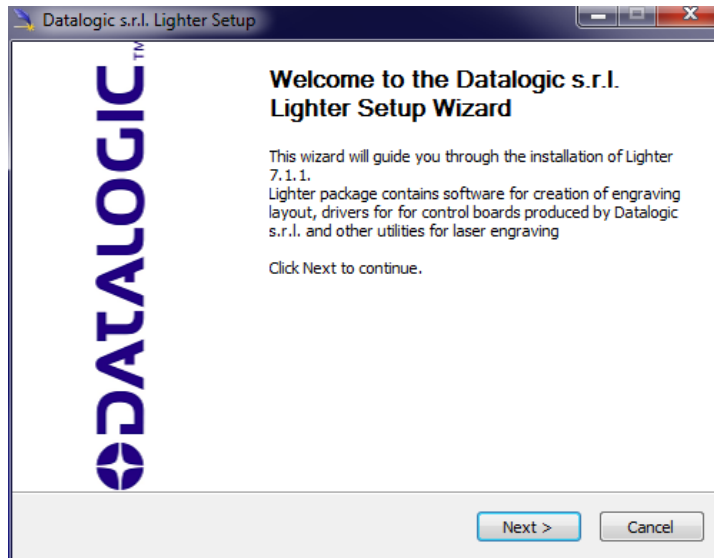 Datalogic s.r.l. Lighter Setup
DATALOGIC™
Welcome to the Datalogic s.r.l.
Lighter Setup Wizard
This wizard will guide you through the installation of Lighter
7.1.1.
Lighter package contains software for creation of engraving
layout, drivers for for control boards produced by Datalogic
s.r.l. and other utilities for laser engraving
Click Next to continue.
Next >
Cancel